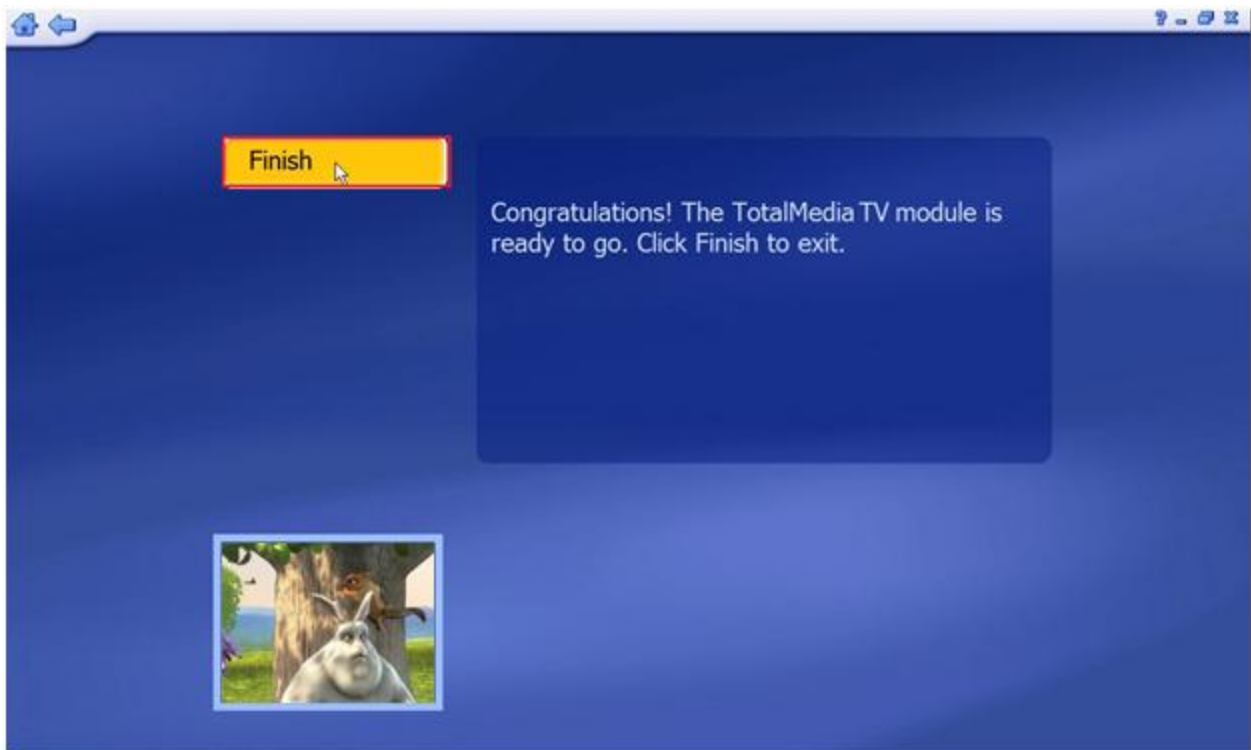 ?
Finish
Congratulations! The TotalMedia TV module is
ready to go. Click Finish to exit.